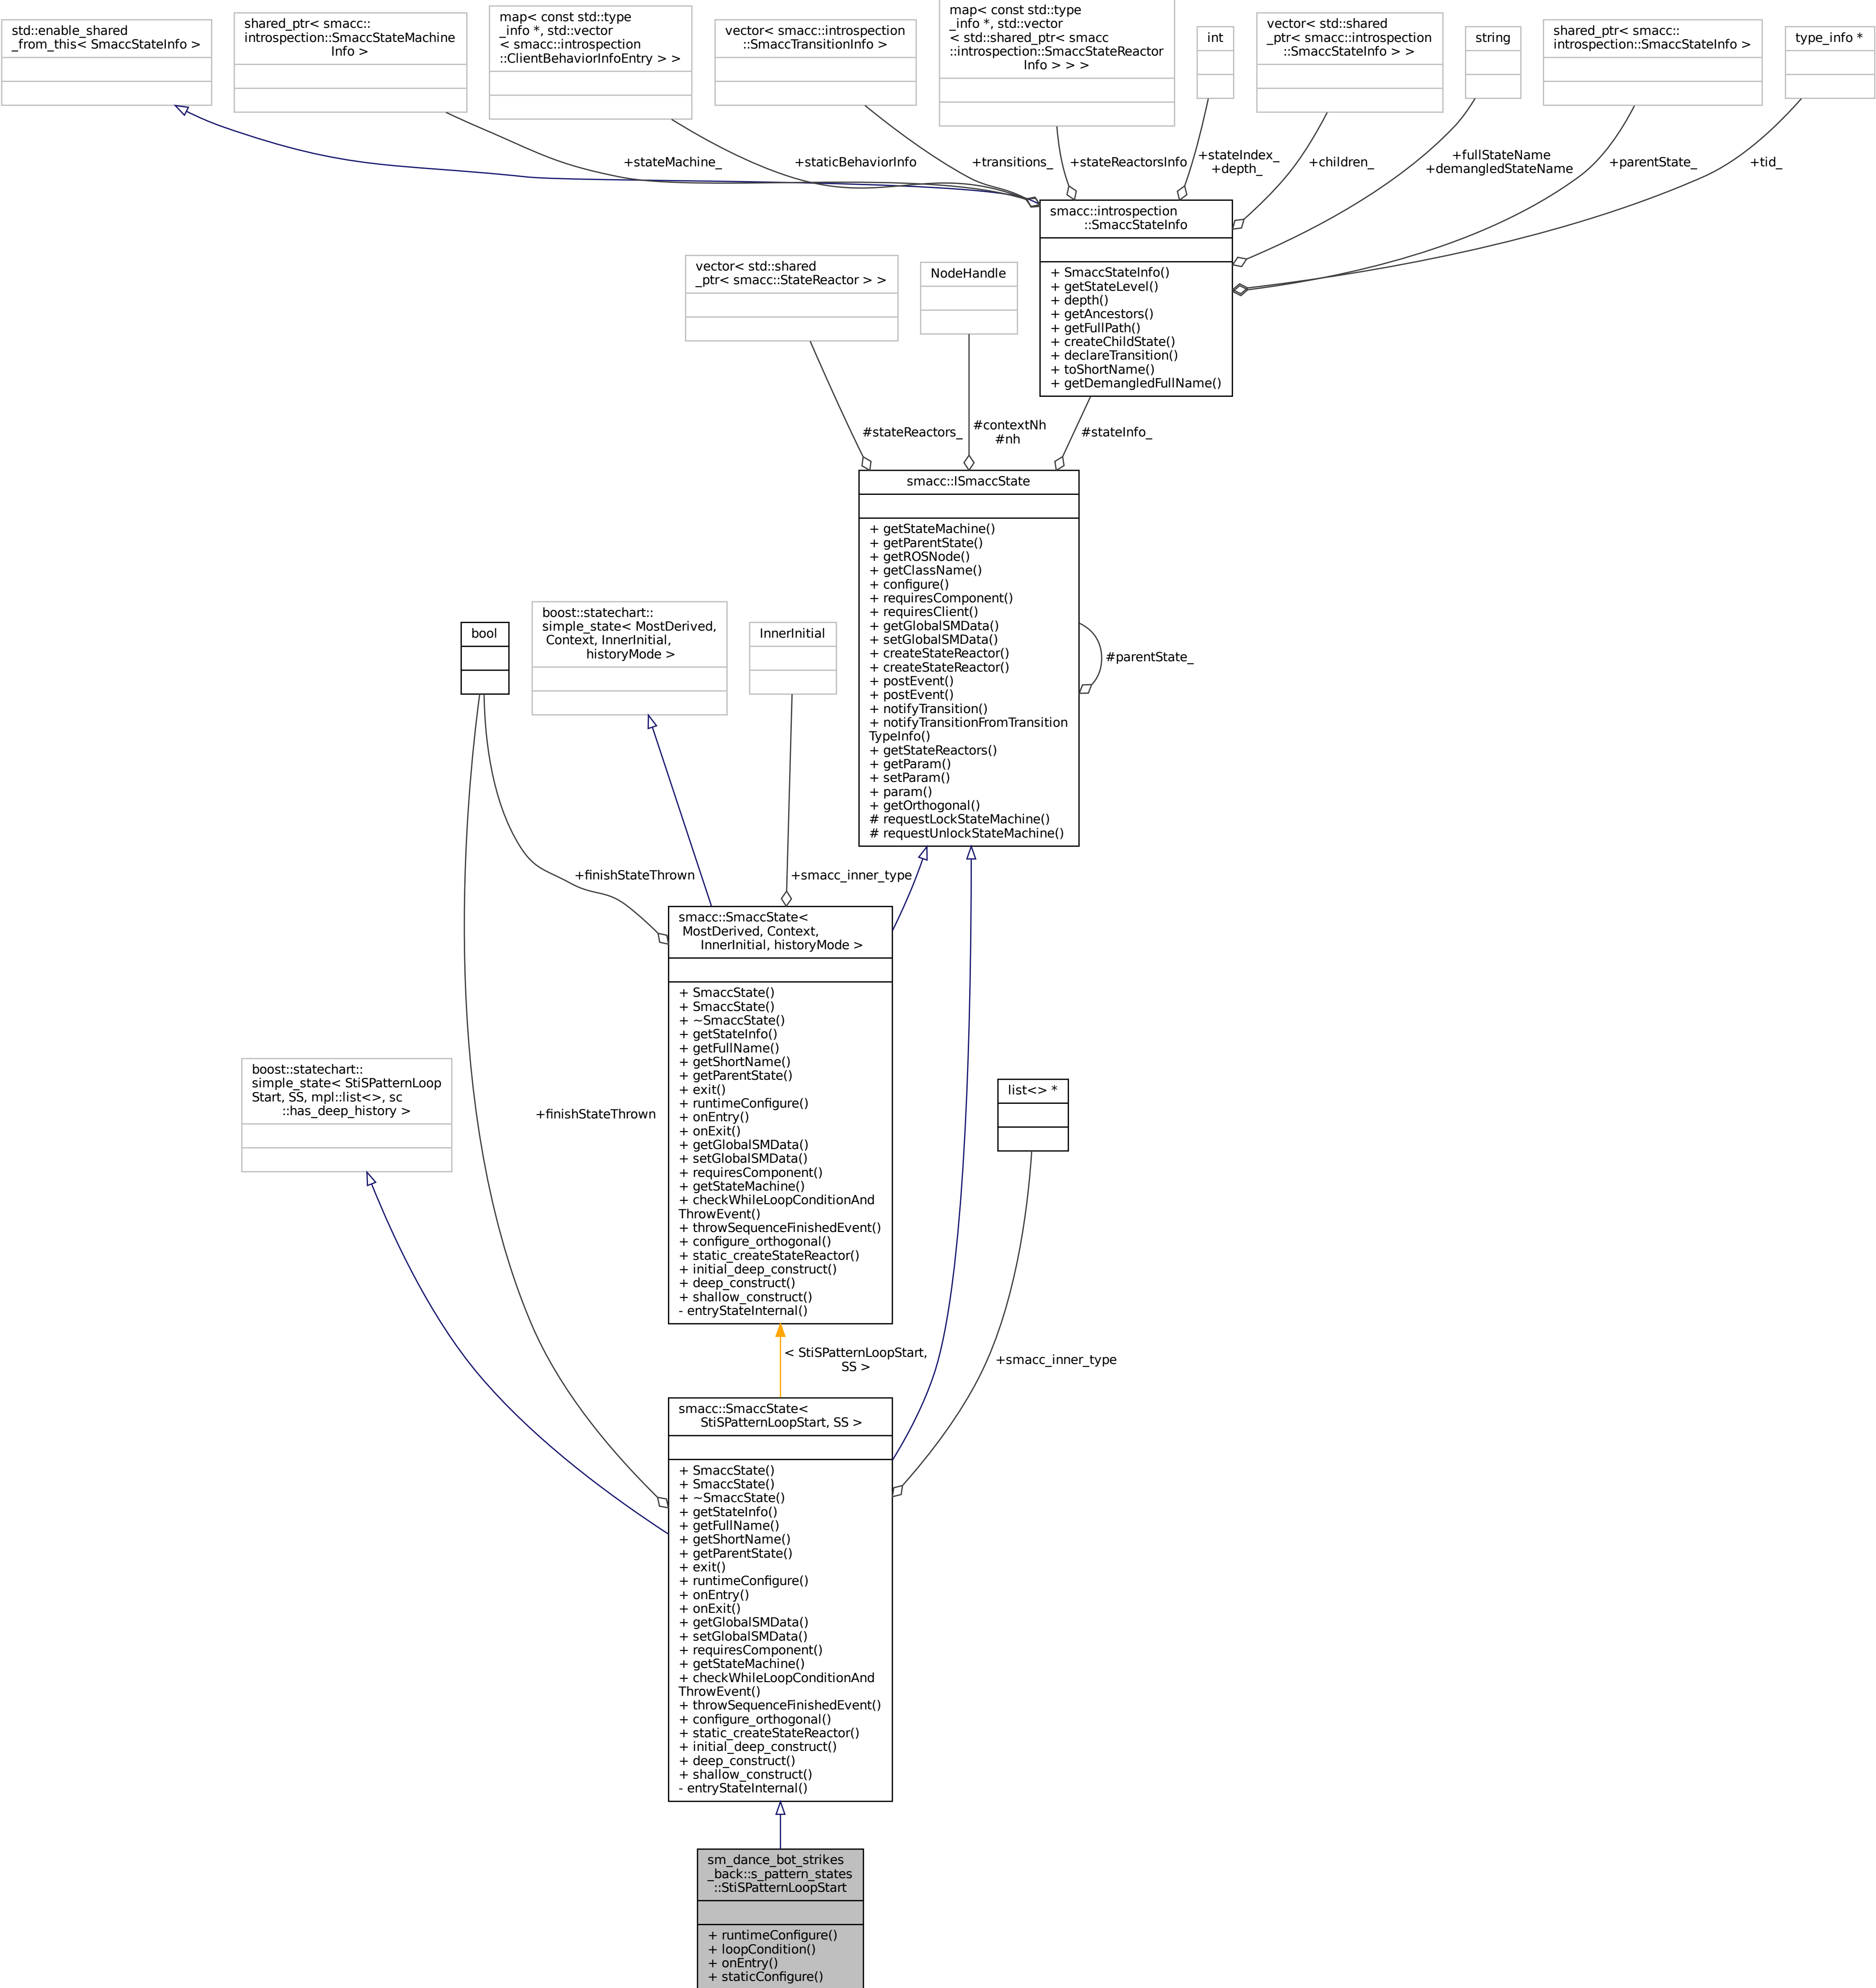 std::enable_shared
_from_this< SmaccStateInfo >
shared_ptr< smacc::
introspection::SmaccStateMachine
Info >
map< const std::type
_info *, std::vector
< smacc::introspection
::ClientBehaviorInfoEntry > >
vector< smacc::introspection
::SmaccTransitionInfo >
map< const std::type
_info *, std::vector
< std::shared_ptr< smacc
::introspection::SmaccStateReactor
Info > > >
int
vector< std::shared
_ptr< smacc::introspection
::SmaccStateInfo > >
string
shared_ptr< smacc::
introspection::SmaccStateInfo >
type_info *
+stateMachine_
+staticBehaviorInfo
+transitions_
+stateReactorsInfo
+stateIndex_
+depth_
+children_
+fullStateName
+demangledStateName
+parentState_
+tid_
smacc::introspection
::SmaccStateInfo
+ SmaccStateInfo()
+ getStateLevel()
+ depth()
+ getAncestors()
+ getFullPath()
+ createChildState()
+ declareTransition()
+ toShortName()
+ getDemangledFullName()
vector< std::shared
_ptr< smacc::StateReactor > >
NodeHandle
#stateReactors_
#contextNh
#nh
#stateInfo_
smacc::ISmaccState
+ getStateMachine()
+ getParentState()
+ getROSNode()
+ getClassName()
+ configure()
+ requiresComponent()
+ requiresClient()
+ getGlobalSMData()
+ setGlobalSMData()
+ createStateReactor()
+ createStateReactor()
+ postEvent()
+ postEvent()
+ notifyTransition()
+ notifyTransitionFromTransition
TypeInfo()
+ getStateReactors()
+ getParam()
+ setParam()
+ param()
+ getOrthogonal()
# requestLockStateMachine()
# requestUnlockStateMachine()
#parentState_
bool
boost::statechart::
simple_state< MostDerived,
Context, InnerInitial,
historyMode >
InnerInitial
+finishStateThrown
+smacc_inner_type
smacc::SmaccState<
MostDerived, Context,
InnerInitial, historyMode >
+ SmaccState()
+ SmaccState()
+ ~SmaccState()
+ getStateInfo()
+ getFullName()
+ getShortName()
+ getParentState()
+ exit()
+ runtimeConfigure()
+ onEntry()
+ onExit()
+ getGlobalSMData()
+ setGlobalSMData()
+ requiresComponent()
+ getStateMachine()
+ checkWhileLoopConditionAnd
ThrowEvent()
+ throwSequenceFinishedEvent()
+ configure_orthogonal()
+ static_createStateReactor()
+ initial_deep_construct()
+ deep_construct()
+ shallow_construct()
- entryStateInternal()
boost::statechart::
simple_state< StiSPatternLoop
Start, SS, mpl::list<>, sc
::has_deep_history >
+finishStateThrown
list<> *
< StiSPatternLoopStart,
SS >
+smacc_inner_type
smacc::SmaccState<
StiSPatternLoopStart, SS >
+ SmaccState()
+ SmaccState()
+ ~SmaccState()
+ getStateInfo()
+ getFullName()
+ getShortName()
+ getParentState()
+ exit()
+ runtimeConfigure()
+ onEntry()
+ onExit()
+ getGlobalSMData()
+ setGlobalSMData()
+ requiresComponent()
+ getStateMachine()
+ checkWhileLoopConditionAnd
ThrowEvent()
+ throwSequenceFinishedEvent()
+ configure_orthogonal()
+ static_createStateReactor()
+ initial_deep_construct()
+ deep_construct()
+ shallow_construct()
- entryStateInternal()
sm_dance_bot_strikes
_back::s_pattern_states
::StiSPatternLoopStart
+ runtimeConfigure()
+ loopCondition()
+ onEntry()
+ staticConfigure()